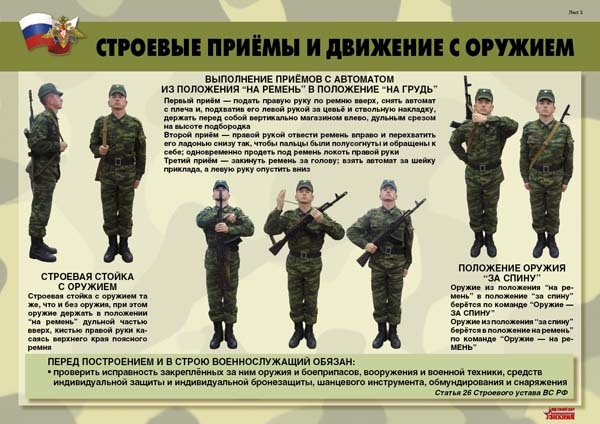 Лист 3
СТРОЕВЫЕ ПРИЁМЫ И ДВИЖЕНИЕ С ОРУЖИЕМ
ВЫПОЛНЕНИЕ ПРИЁМОВ С АВТОМАТОМ
ИЗ ПОЛОЖЕНИЯ “НА РЕМЕНЬ” В ПОЛОЖЕНИЕ “НА ГРУДЬ”
Первый приём — подать правую руку по ремню вверх, снять автомат
с плеча и, подхватив его левой рукой за цевьё и ствольную накладку,
держать перед собой вертикально магазином влево, дульным срезом
на высоте подбородка
Второй приём — правой рукой отвести ремень вправо и перехватить
его ладонью снизу так, чтобы пальцы были полусогнуты и обращены к
себе; одновременно продеть под ремень локоть правой руки
Третий приём — закинуть ремень за голову; взять автомат за шейку
приклада, а левую руку опустить вниз
СТРОЕВАЯ СТОЙКА
С ОРУЖИЕМ
Строевая стойка с оружием та
же, что и без оружия, при этом
оружие держать в положении
“на ремень” дульной частью
вверх, кистью правой руки ка-
саясь верхнего края поясного
ремня
ПОЛОЖЕНИЕ ОРУЖИЯ
“ЗА СПИНУ”
Оружие из положения “на ре-
мень” в положение “за спину”
берётся по команде “Оружие —
ЗА СПИНУ”
Оружие из положения “за спину”
берётся в положение на ремень”
по команде “Оружие — на ре-
МЕНЬ”
ПЕРЕД ПОСТРОЕНИЕМ И В СТРОЮ ВОЕННОСЛУЖАЩИЙ ОБЯЗАН:
• проверить исправность закреплённых за ним оружия и боеприпасов, вооружения и военной техники, средств
индивидуальной защиты и индивидуальной бронезащиты, шанцевого инструмента, обмундирования и снаряжения
Статья 26 Строевого устава ВС РФ